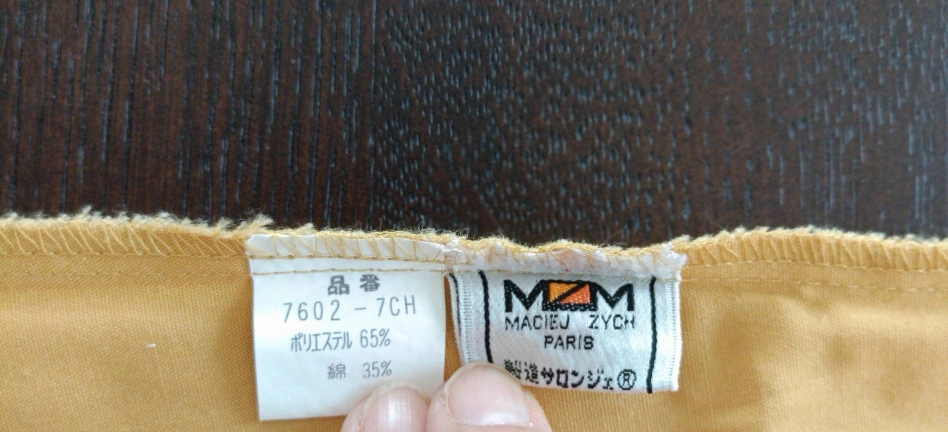 品番
7602-7CH
ポリエステル 65%
綿 35%
MZM
MACIEJ ZYCH
PARIS
道サロンジェ®